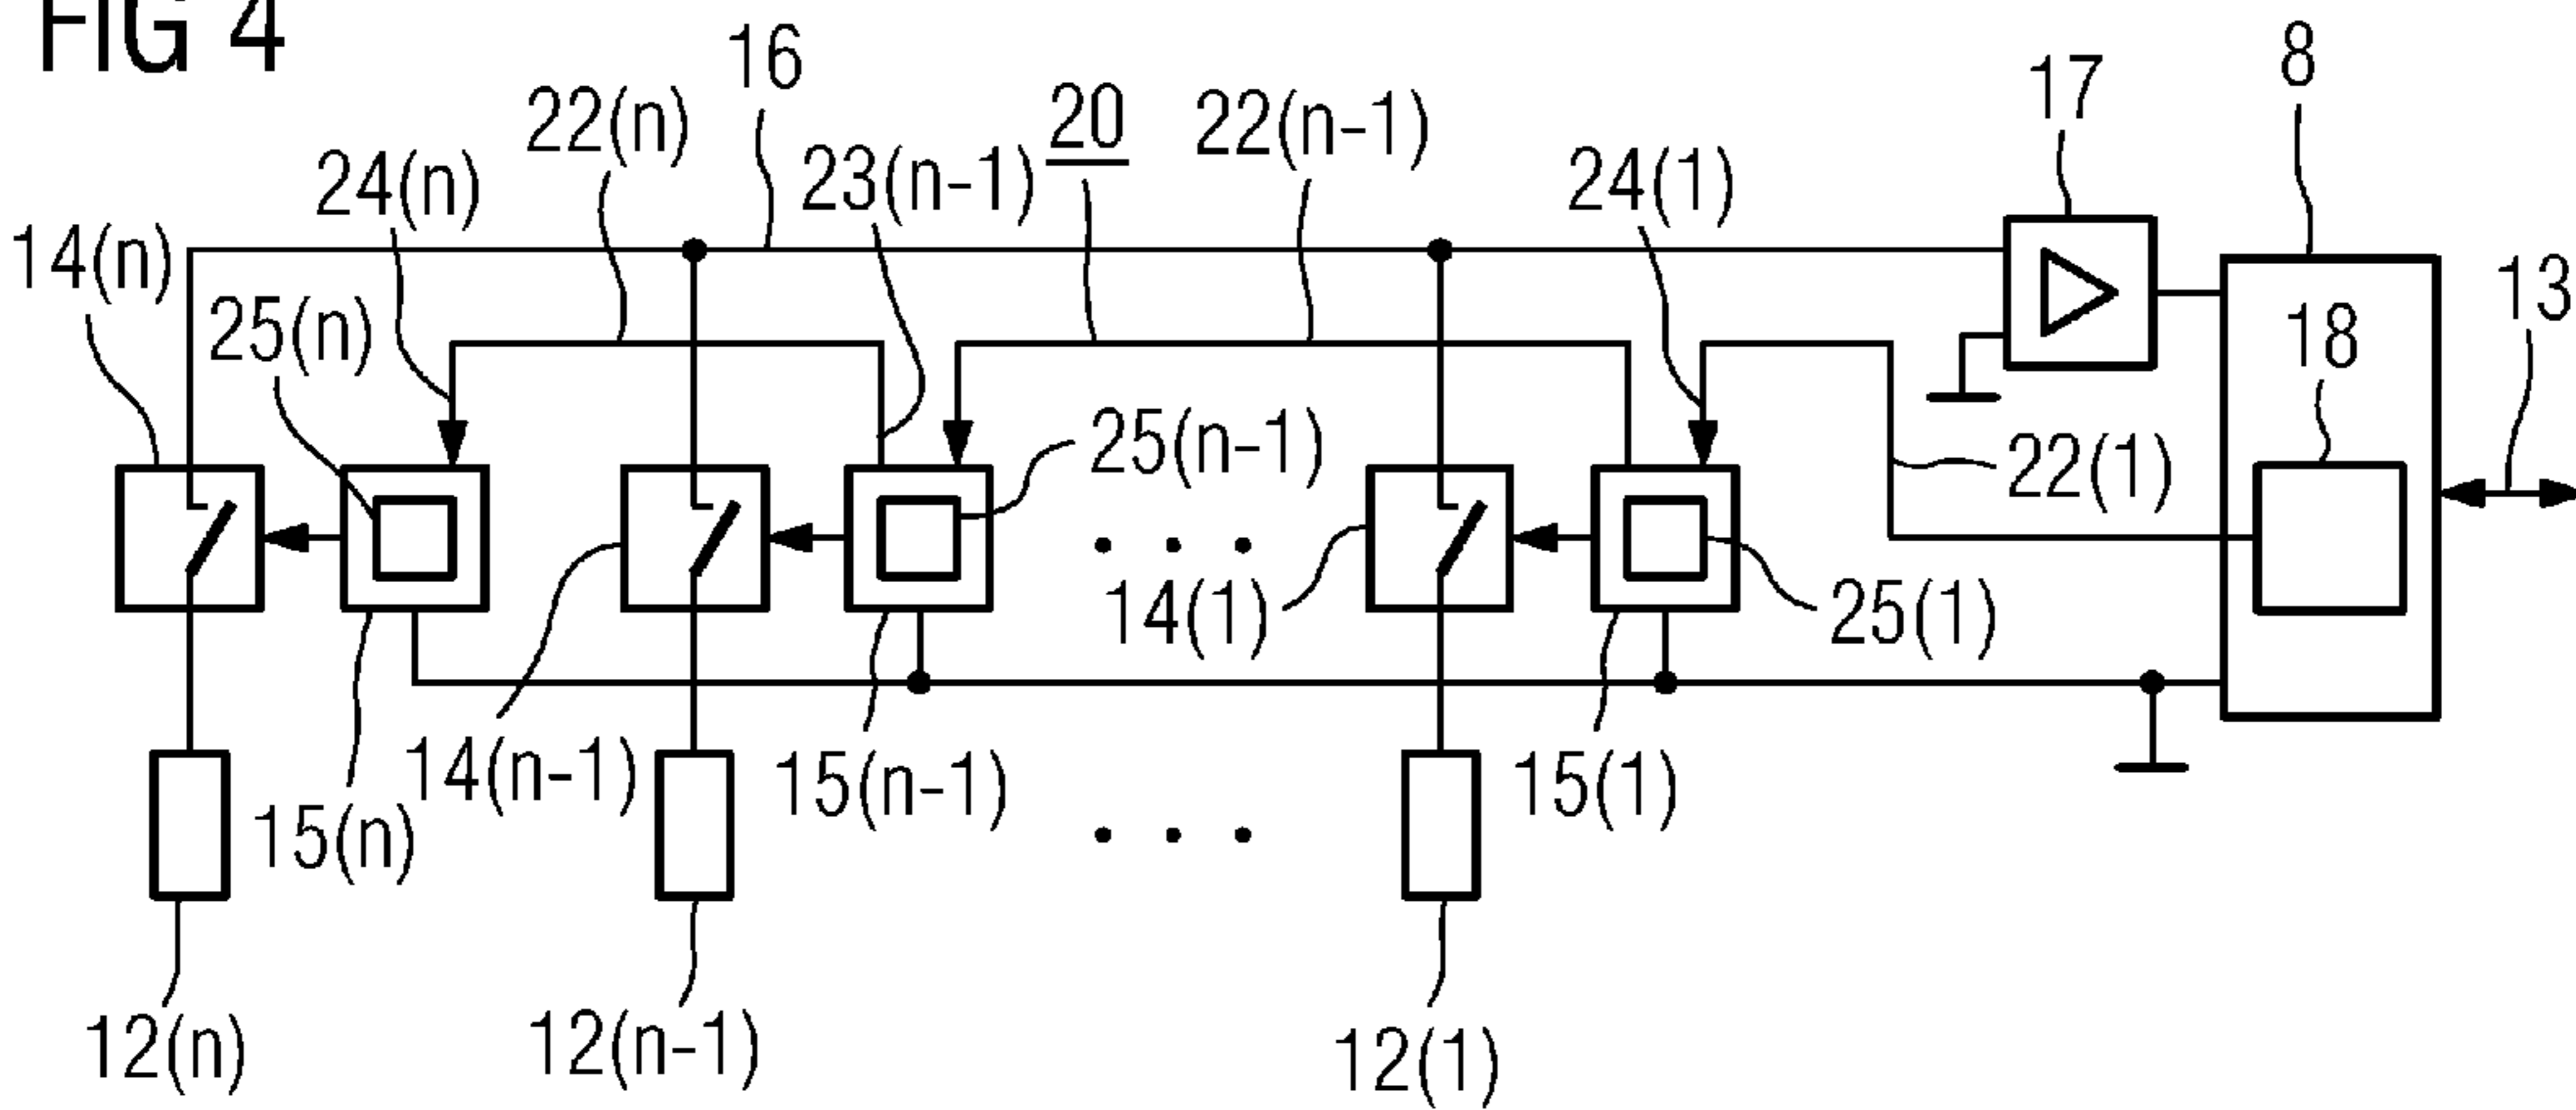 FIG 4
16
17
8
22(n)
20
22(n-1)
24(n)
23(n-1)
24(1)
14(n)
13
25(n)
18
25(n-1)
22(1)
14(1)
25(1)
14(n-1)
15(n-1)
15(1)
15(n)
12(n)
12(n-1)
12(1)